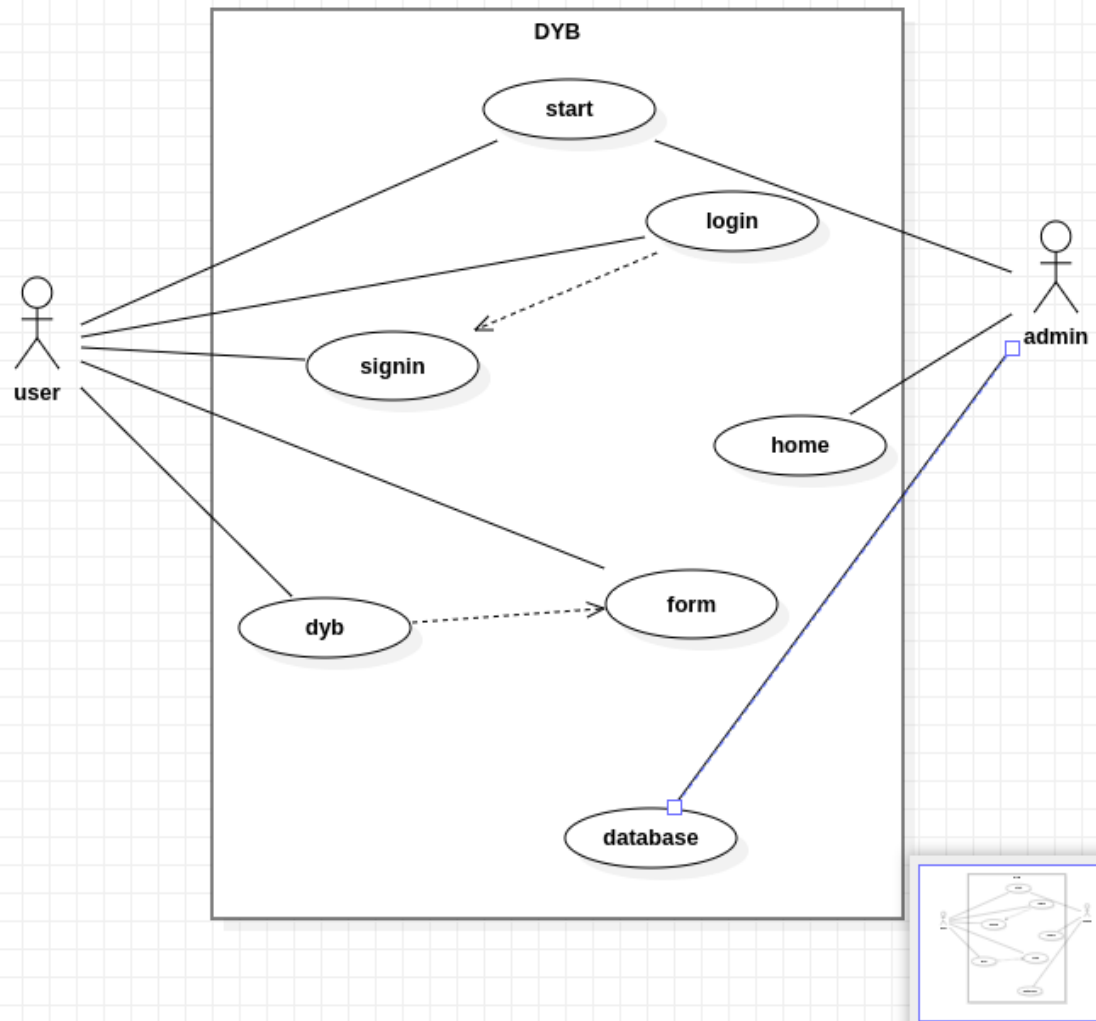 DYB
start
login
signin
user
admin
home
form
dyb
database